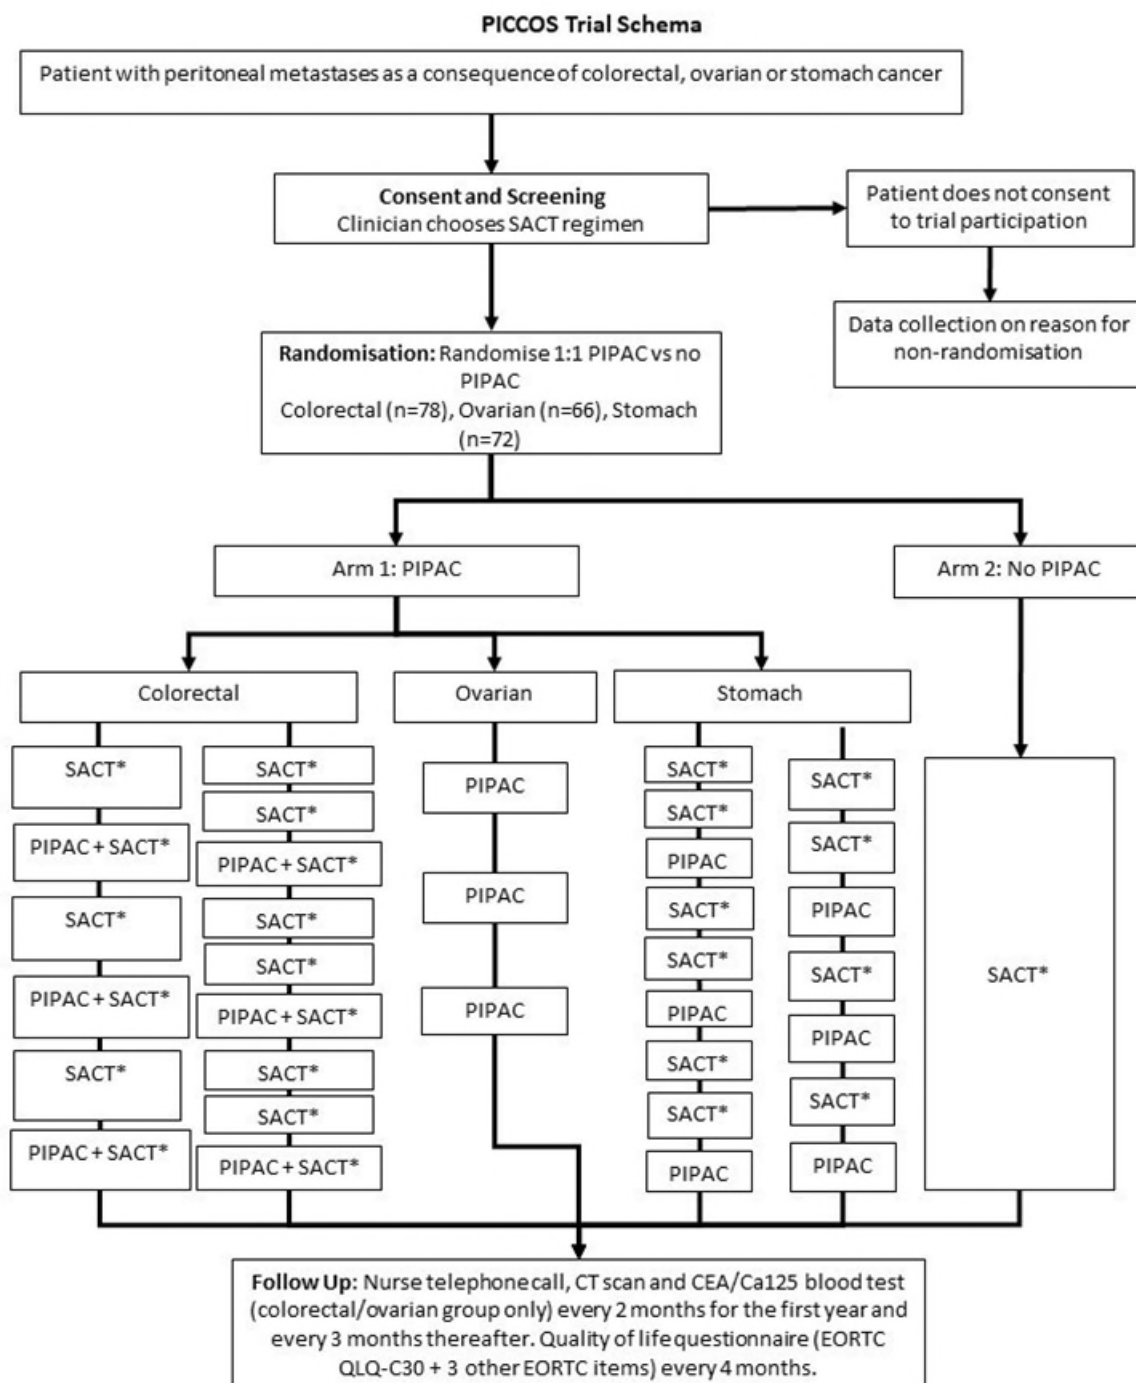 PICCOS Trial Schema
Patient with peritoneal metastases as a consequence of colorectal, ovarian or stomach cancer
Consent and Screening
Clinician chooses SACT regimen
Patient does not consent
to trial participation
Data collection on reason for
non-randomisation
Randomisation: Randomise 1:1 PIPAC vs no
PIPAC
Colorectal (n=78), Ovarian (n=66), Stomach
(n=72)
Arm 1: PIPAC
Arm 2: No PIPAC
Colorectal
Ovarian
Stomach
SACT*
PIPAC + SACT*
SACT*
PIPAC + SACT*
SACT*
PIPAC + SACT*
SACT*
SACT*
PIPAC + SACT*
SACT*
SACT*
PIPAC + SACT*
SACT*
SACT*
PIPAC + SACT*
PIPAC
PIPAC
PIPAC
SACT*
SACT*
PIPAC
SACT*
SACT*
PIPAC
SACT*
SACT*
PIPAC
SACT*
SACT*
PIPAC
SACT*
PIPAC
SACT*
PIPAC
SACT*
Follow Up: Nurse telephone call, CT scan and CEA/Ca125 blood test
(colorectal/ovarian group only) every 2 months for the first year and
every 3 months thereafter. Quality of life questionnaire (EORTC
QLQ-C30 + 3 other EORTC items) every 4 months.